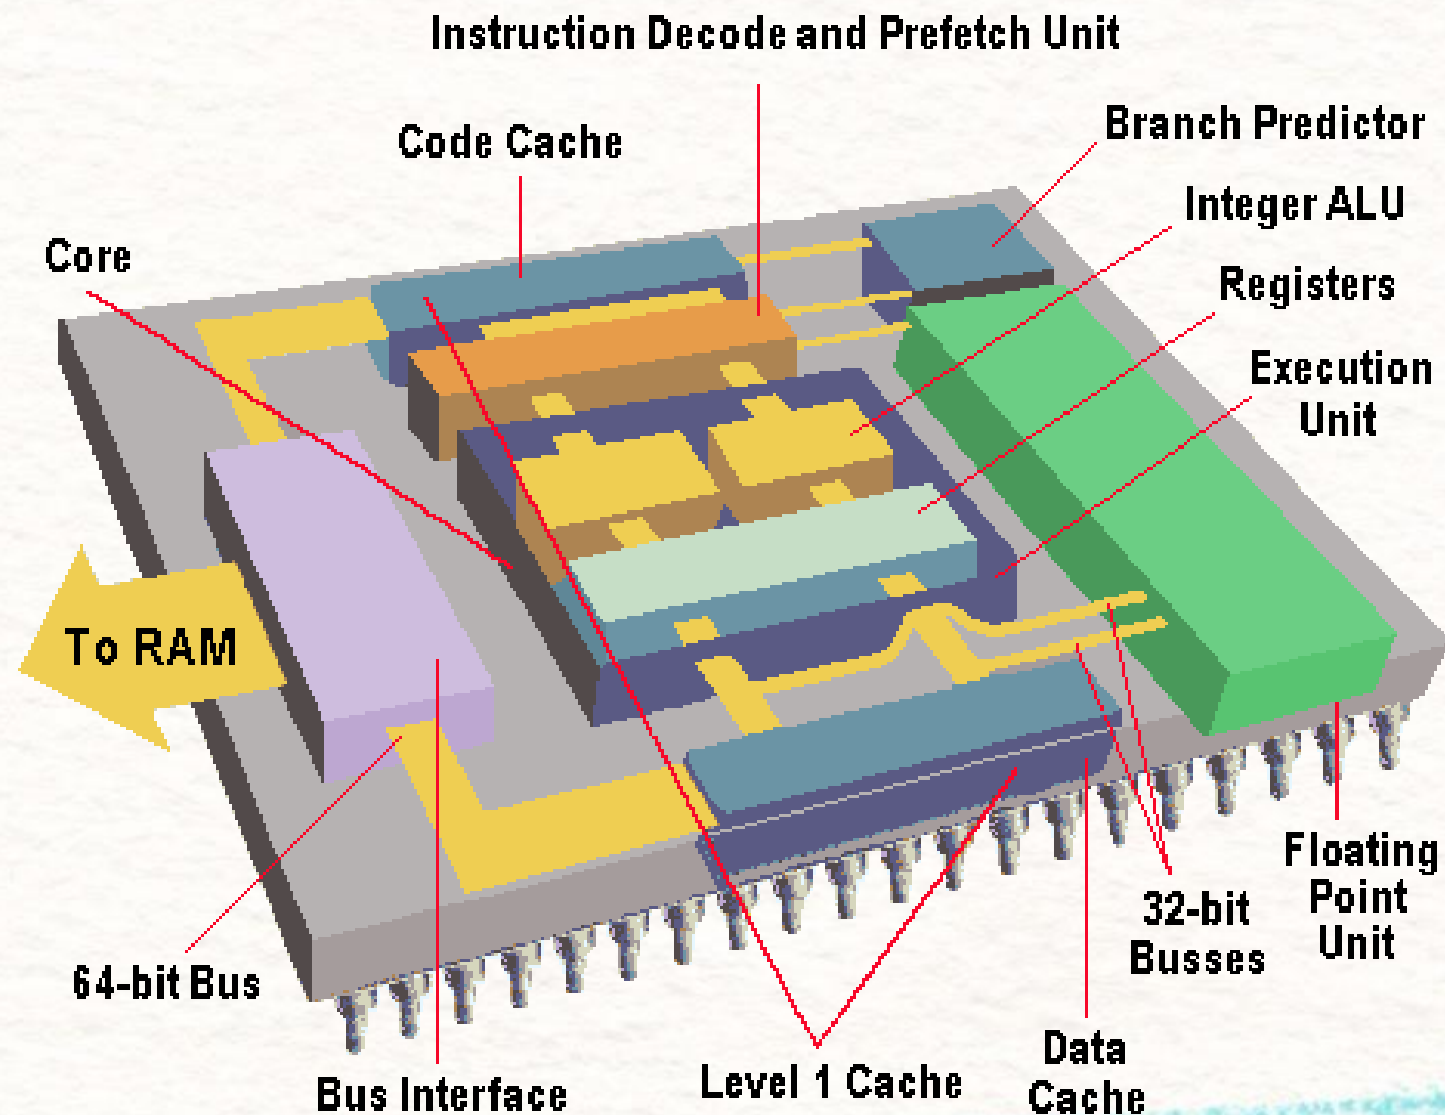 Instruction Decode and Prefetch Unit
Code Cache
Branch Predictor
Integer ALU
Core
Registers
Execution
Unit
To RAM
Floating
Point
Unit
32-bit
Busses
64-bit Bus
Data
Cache
Level 1 Cache
Bus Interface